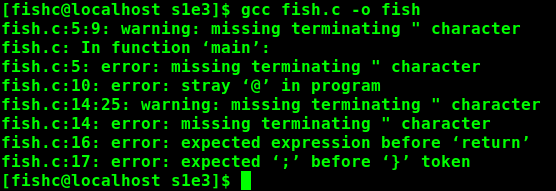 [fishc@localhost s1e3]$ gcc fish.c -o fish
fish.c:5:9: warning: missing terminating " character
fish.c: In function ‘main’:
fish.c:5: error: missing terminating " character
fish.c:10: error: stray ‘@’ in program
fish.c:14:25: warning: missing terminating " character
fish.c:14: error: missing terminating " character
fish.c:16: error: expected expression before ‘return’
fish.c:17: error: expected ‘;’ before ‘}’ token
[fishc@localhost s1e3]$